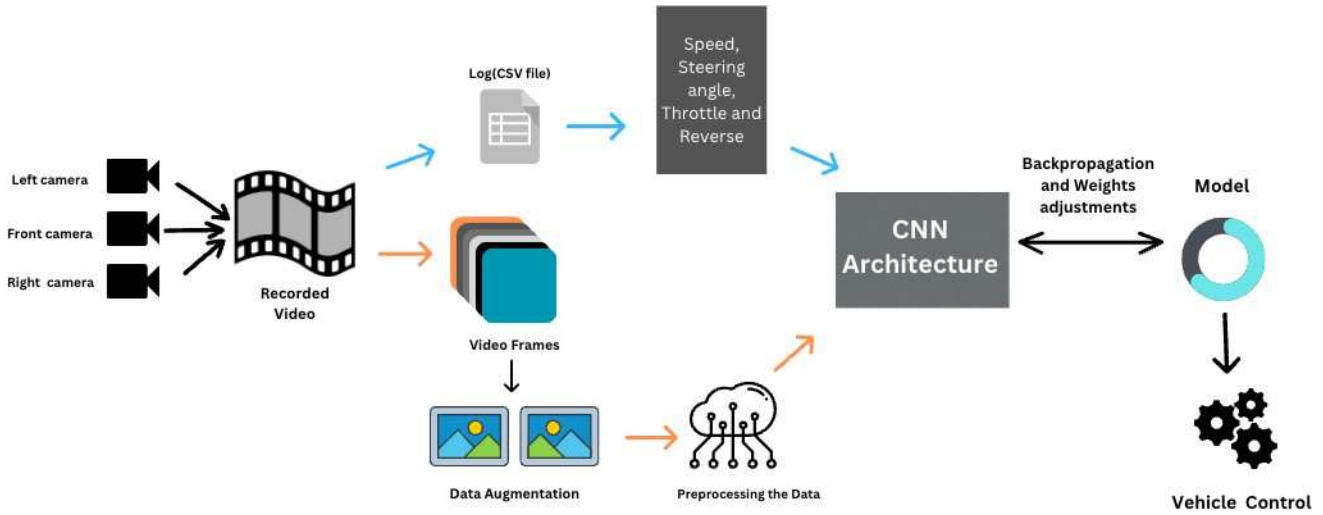 Left camera
Front camera
Right camera
Recorded
Video
Log(CSV file)
Speed,
Steering
angle,
Throttle and
Reverse
Video Frames
Data Augmentation
Preprocessing the Data
CNN
Architecture
Backpropagation
and Weights
adjustments
Model
Vehicle Control